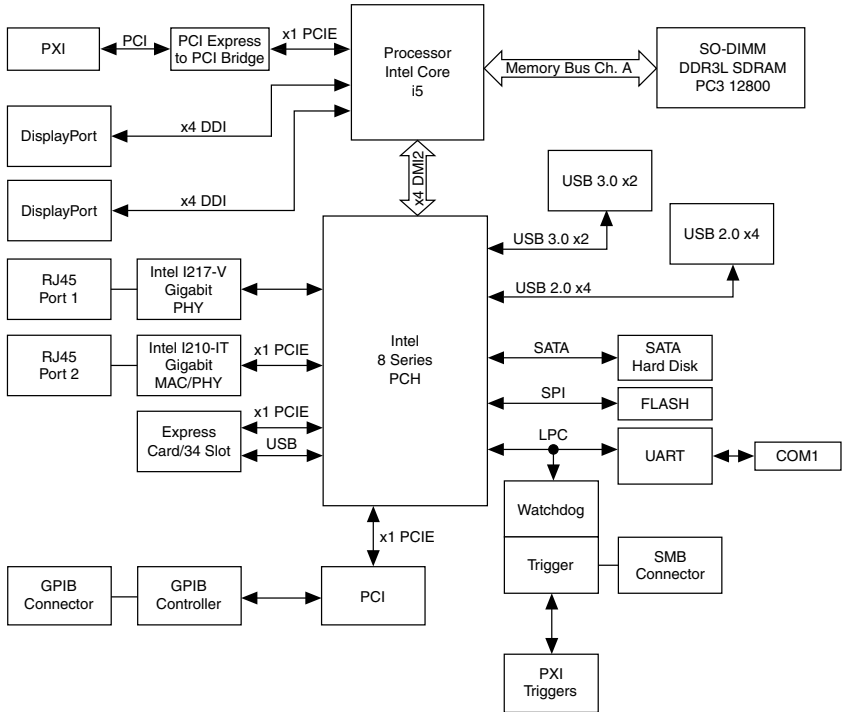 PXI
PCI
PCI Express
to PCI Bridge
x1 PCIE
Processor
Intel Core
i5
Memory Bus Ch. A
SO-DIMM
DDR3L SDRAM
PC3 12800
DisplayPort
x4 DDI
x4 DMI2
DisplayPort
x4 DDI
USB 3.0 x2
USB 3.0 x2
USB 2.0 x4
USB 2.0 x4
RJ45
Port 1
Intel I217-V
Gigabit
PHY
Intel
8 Series
PCH
RJ45
Port 2
Intel I210-IT
Gigabit
MAC/PHY
x1 PCIE
SATA
SATA
Hard Disk
SPI
FLASH
Express
Card/34 Slot
x1 PCIE
USB
LPC
UART
COM1
Watchdog
Trigger
SMB
Connector
x1 PCIE
GPIB
Connector
GPIB
Controller
PCI
PXI
Triggers